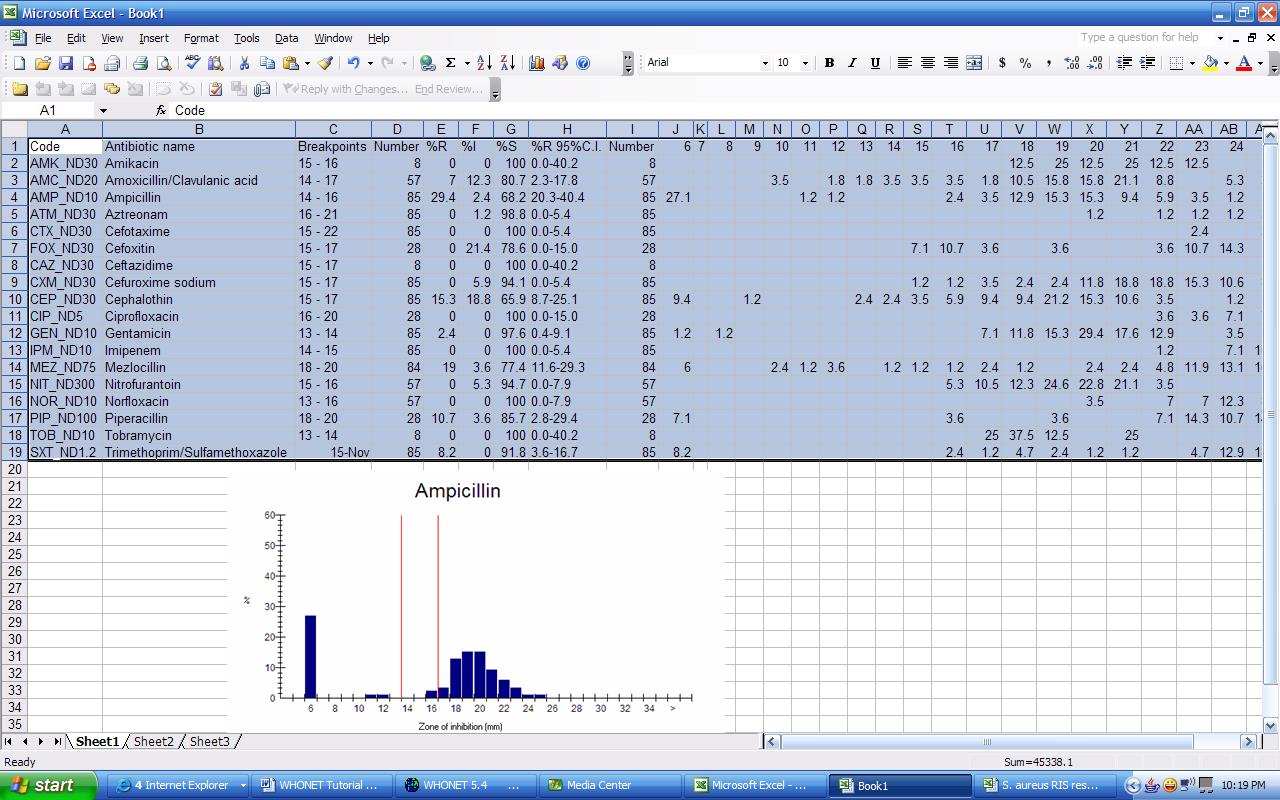 Microsoft Excel - Book1
File Edit View Insert Format Tools Data Window Help Type a question for help
Arial 10 B I U $ % ,
Reply with Changes... End Review...
A1 fx Code
A B C D E F G H I J K L M N O P Q R S T U V W X Y Z AA AB
1 Code Antibiotic name Breakpoints Number %R %I %S %R 95%C.I. Number 6 7 8 9 10 11 12 13 14 15 16 17 18 19 20 21 22 23 24
2 AMK_ND30 Amikacin 15 - 16 8 0 0 100 0.0-40.2 8 12.5 25 12.5 25 12.5 12.5
3 AMC_ND20 Amoxicillin/Clavulanic acid 14 - 17 57 7 12.3 80.7 2.3-17.8 57 3.5 1.8 1.8 3.5 3.5 3.5 1.8 10.5 15.8 15.8 21.1 8.8 5.3
4 AMP_ND10 Ampicillin 14 - 16 85 29.4 2.4 68.2 20.3-40.4 85 27.1 1.2 1.2 2.4 3.5 12.9 15.3 15.3 9.4 5.9 3.5 1.2
5 ATM_ND30 Aztreonam 16 - 21 85 0 1.2 98.8 0.0-5.4 85 1.2 1.2 1.2 1.2
6 CTX_ND30 Cefotaxime 15 - 22 85 0 0 100 0.0-5.4 85 2.4
7 FOX_ND30 Cefoxitin 15 - 17 28 0 21.4 78.6 0.0-15.0 28 7.1 10.7 3.6 3.6 3.6 10.7 14.3
8 CAZ_ND30 Ceftazidime 15 - 17 8 0 0 100 0.0-40.2 8
9 CXM_ND30 Cefuroxime sodium 15 - 17 85 0 5.9 94.1 0.0-5.4 85 1.2 1.2 3.5 2.4 2.4 11.8 18.8 18.8 15.3 10.6
10 CEP_ND30 Cephalothin 15 - 17 85 15.3 18.8 65.9 8.7-25.1 85 9.4 1.2 2.4 2.4 3.5 5.9 9.4 9.4 21.2 15.3 10.6 3.5 1.2
11 CIP_ND5 Ciprofloxacin 16 - 20 28 0 0 100 0.0-15.0 28 3.6 3.6 7.1
12 GEN_ND10 Gentamicin 13 - 14 85 2.4 0 97.6 0.4-9.1 85 1.2 1.2 7.1 11.8 15.3 29.4 17.6 12.9 3.5
13 IPM_ND10 Imipenem 14 - 15 85 0 0 100 0.0-5.4 85 1.2 7.1
14 MEZ_ND75 Mezlocillin 18 - 20 84 19 3.6 77.4 11.6-29.3 84 6 2.4 1.2 3.6 1.2 1.2 1.2 2.4 1.2 2.4 2.4 4.8 11.9 13.1
15 NIT_ND300 Nitrofurantoin 15 - 16 57 0 5.3 94.7 0.0-7.9 57 5.3 10.5 12.3 24.6 22.8 21.1 3.5
16 NOR_ND10 Norfloxacin 13 - 16 57 0 0 100 0.0-7.9 57 3.5 7 7 12.3
17 PIP_ND100 Piperacillin 18 - 20 28 10.7 3.6 85.7 2.8-29.4 28 7.1 3.6 3.6 7.1 14.3 10.7
18 TOB_ND10 Tobramycin 13 - 14 8 0 0 100 0.0-40.2 8 25 37.5 12.5 25
19 SXT_ND1.2 Trimethoprim/Sulfamethoxazole 15-Nov 85 8.2 0 91.8 3.6-16.7 85 8.2 2.4 1.2 4.7 2.4 1.2 1.2 4.7 12.9
20
21
22
23
24
25
26
27
28
29
30
31
32
33
34
35
Ampicillin
60
50
40
%
30
20
10
0
6 8 10 12 14 16 18 20 22 24 26 28 30 32 34 >
Zone of inhibition (mm)
Sheet1 Sheet2 Sheet3
Ready Sum=45338.1
start 4 Internet Explorer WHONET Tutorial ... WHONET 5.4 ... Media Center Microsoft Excel - ... Book1 S. aureus RIS res... 10:19 PM